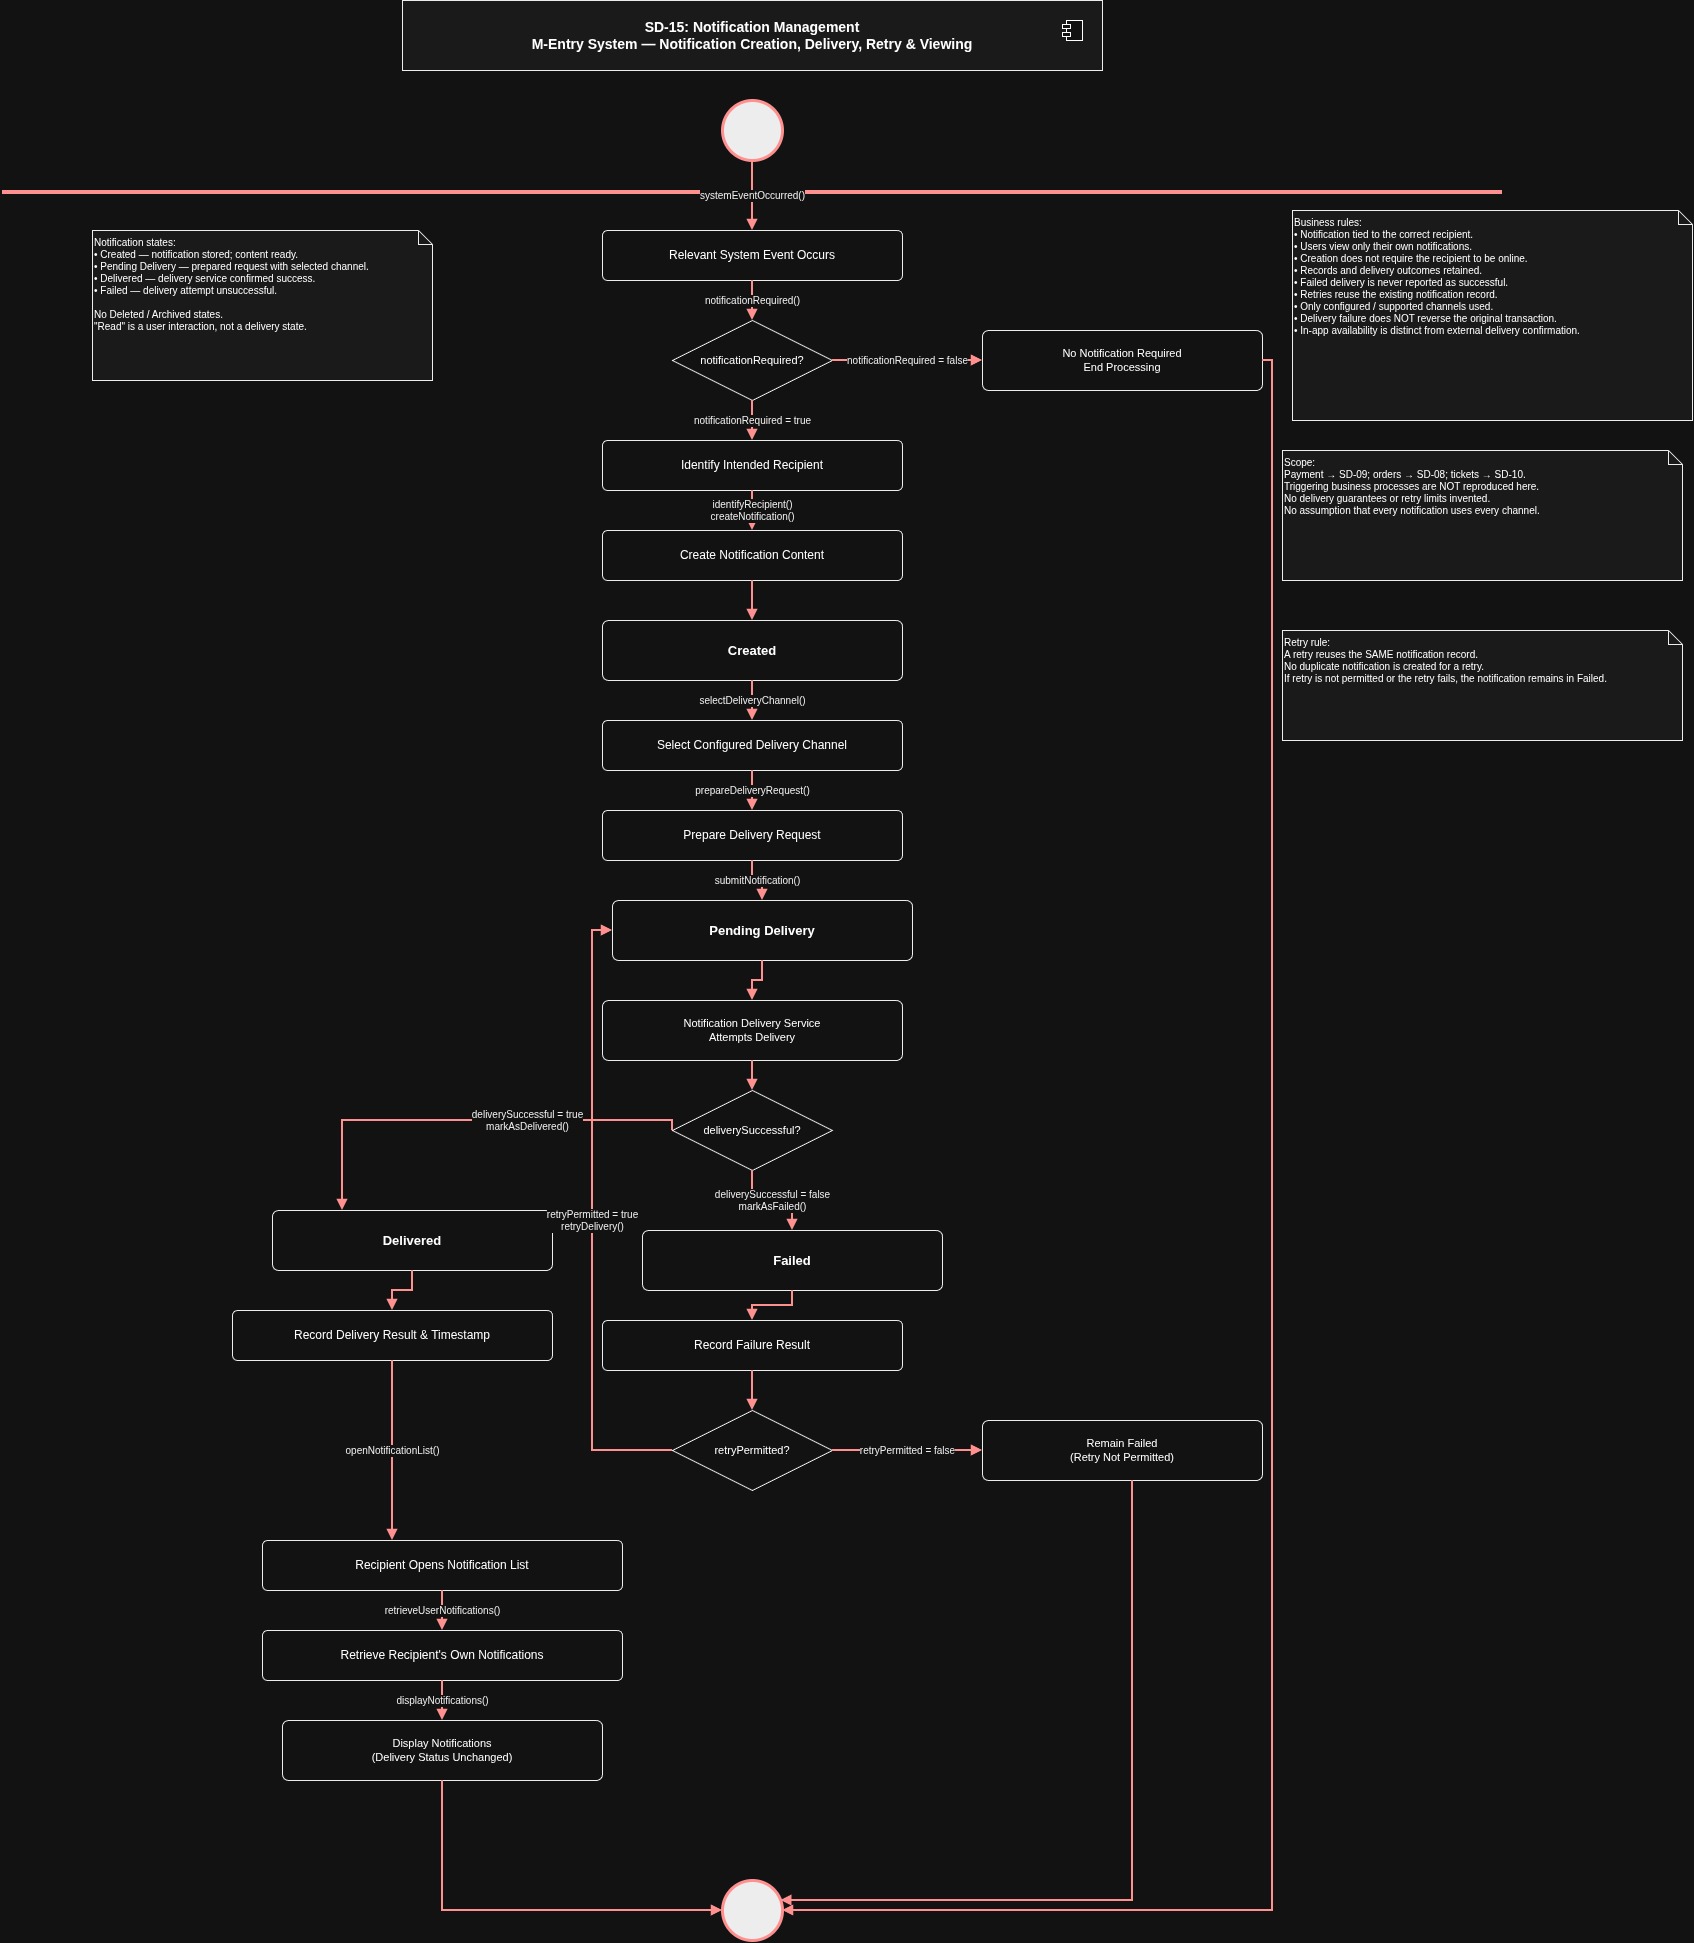 SD-15: Notification Management
M-Entry System — Notification Creation, Delivery, Retry & Viewing
systemEventOccurred()
Notification states:
• Created — notification stored; content ready.
• Pending Delivery — prepared request with selected channel.
• Delivered — delivery service confirmed success.
• Failed — delivery attempt unsuccessful.
No Deleted / Archived states.
"Read" is a user interaction, not a delivery state.
Relevant System Event Occurs
Business rules:
• Notification tied to the correct recipient.
• Users view only their own notifications.
• Creation does not require the recipient to be online.
• Records and delivery outcomes retained.
• Failed delivery is never reported as successful.
• Retries reuse the existing notification record.
• Only configured / supported channels used.
• Delivery failure does NOT reverse the original transaction.
• In-app availability is distinct from external delivery confirmation.
notificationRequired()
notificationRequired?
notificationRequired = false
No Notification Required
End Processing
notificationRequired = true
Identify Intended Recipient
Scope:
Payment → SD-09; orders → SD-08; tickets → SD-10.
Triggering business processes are NOT reproduced here.
No delivery guarantees or retry limits invented.
No assumption that every notification uses every channel.
identifyRecipient()
createNotification()
Create Notification Content
Created
Retry rule:
A retry reuses the SAME notification record.
No duplicate notification is created for a retry.
If retry is not permitted or the retry fails, the notification remains in Failed.
selectDeliveryChannel()
Select Configured Delivery Channel
prepareDeliveryRequest()
Prepare Delivery Request
submitNotification()
Pending Delivery
Notification Delivery Service
Attempts Delivery
deliverySuccessful = true
markAsDelivered()
deliverySuccessful?
deliverySuccessful = false
markAsFailed()
retryPermitted = true
retryDelivery()
Delivered
Failed
Record Delivery Result & Timestamp
Record Failure Result
openNotificationList()
retryPermitted?
retryPermitted = false
Remain Failed
(Retry Not Permitted)
Recipient Opens Notification List
retrieveUserNotifications()
Retrieve Recipient's Own Notifications
displayNotifications()
Display Notifications
(Delivery Status Unchanged)